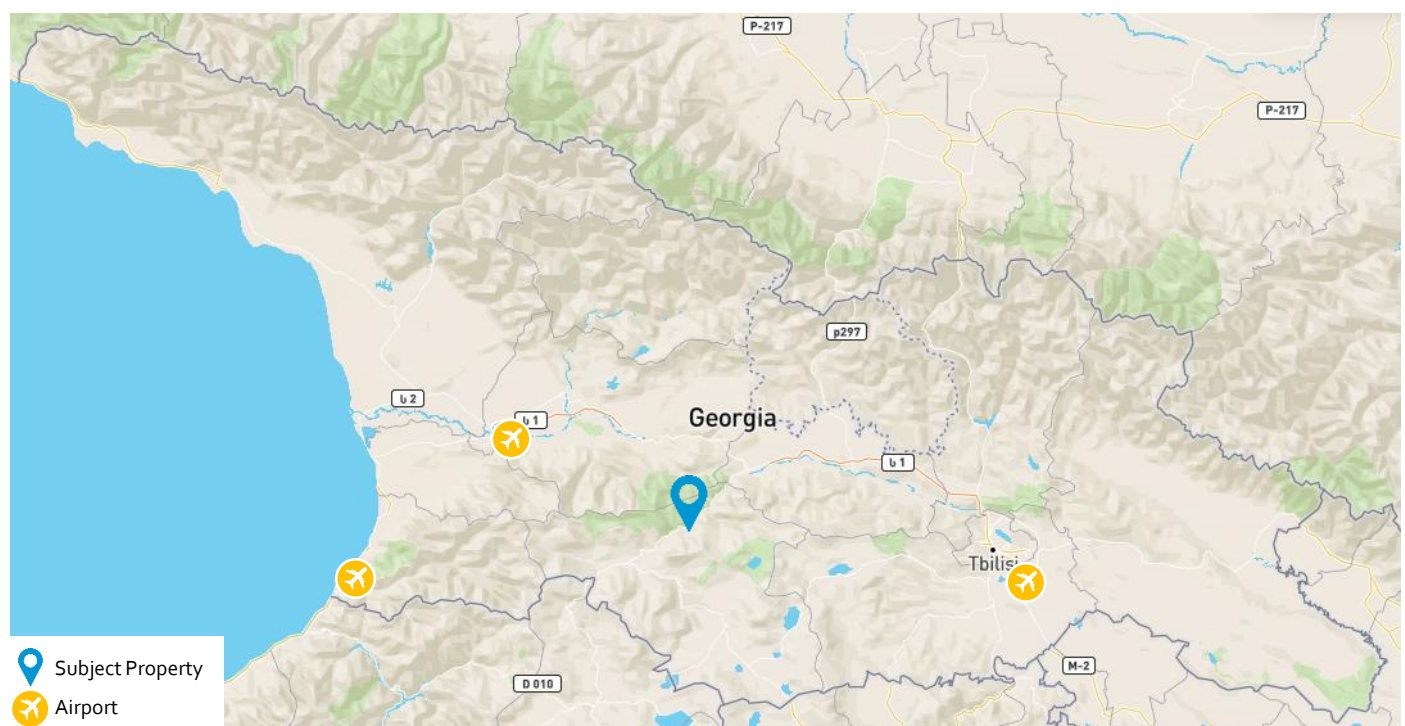 P-217
P-217
p297
ს 2
ს 1
Georgia
ს 1
Tbilisi
M-2
D 010
Subject Property
Airport